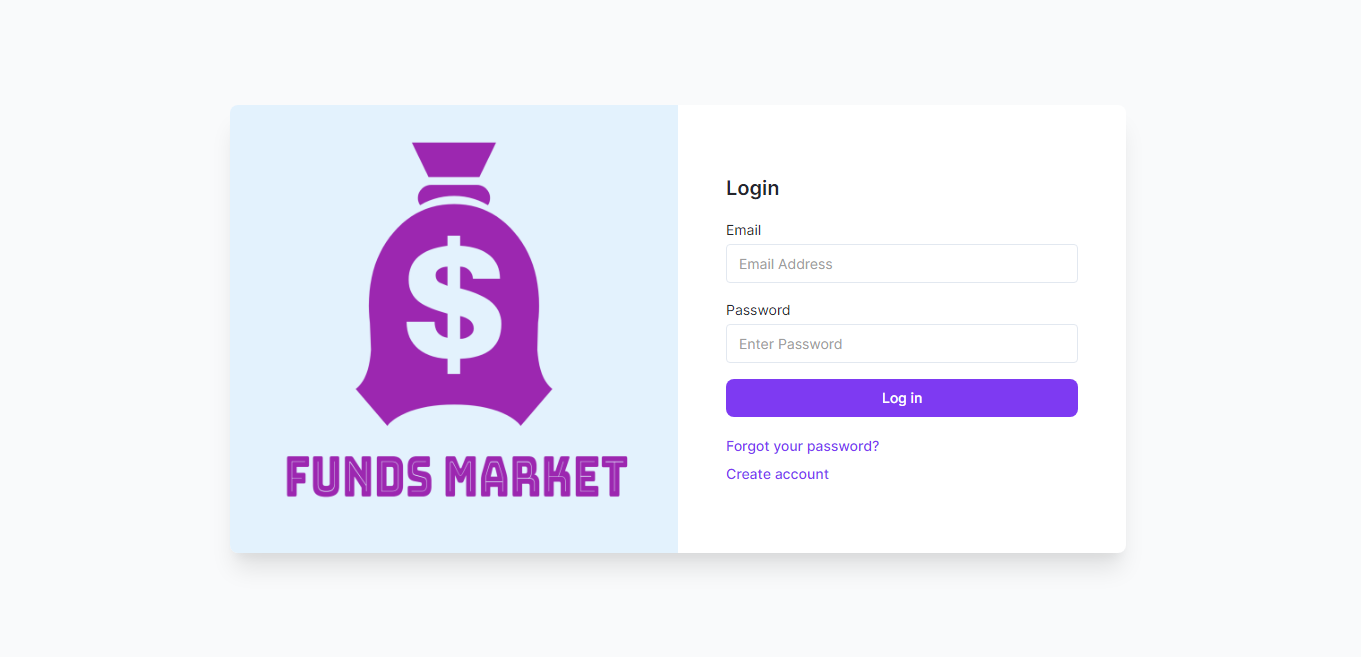 $
FUNDS MARKET
Login
Email
Email Address
Password
Enter Password
Log in
Forgot your password?
Create account